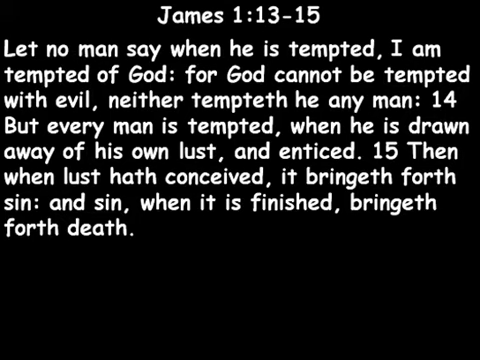 James 1:13-15
Let no man say when he is tempted, I am
tempted of God: for God cannot be tempted
with evil, neither tempteth he any man: 14
But every man is tempted, when he is drawn
away of his own lust, and enticed. 15 Then
when lust hath conceived, it bringeth forth
sin: and sin, when it is finished, bringeth
forth death.